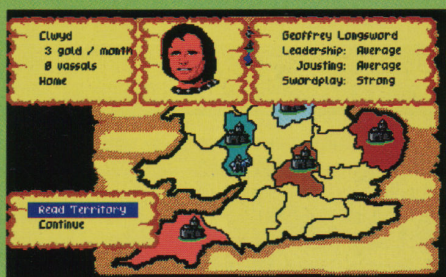 Clwyd
3 gold / month
0 vassals
Home
Geoffrey Longsword
Leadership: Average
Jousting: Average
Swordplay: Strong
Read Territory
Continue